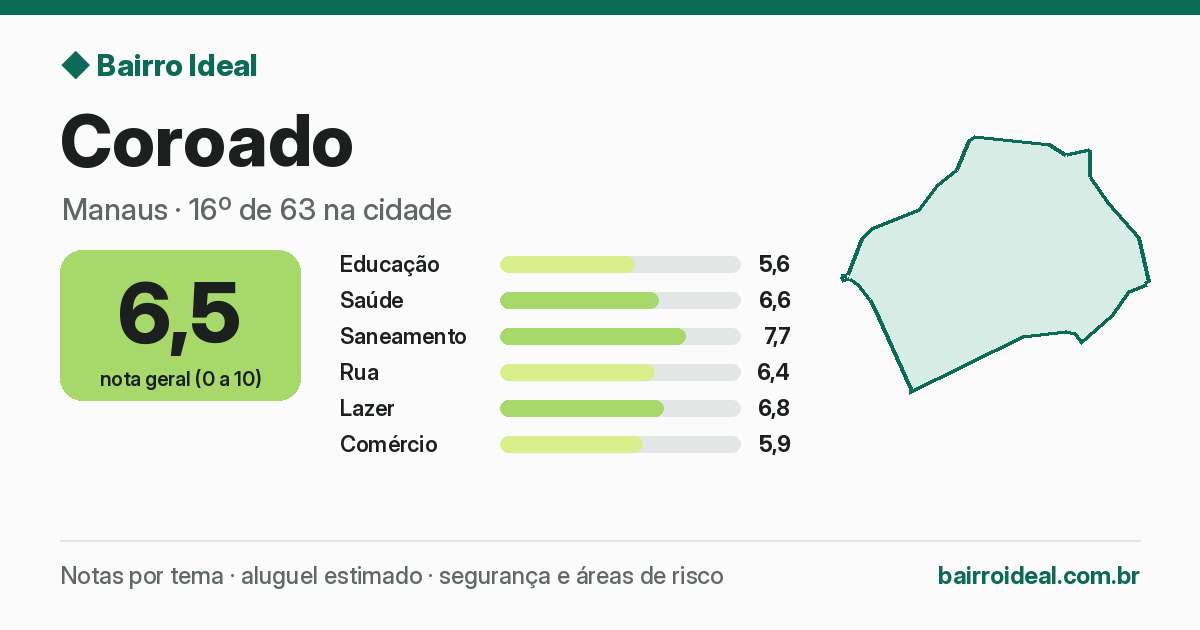 Bairro Ideal
Coroado
Manaus · 16º de 63 na cidade
6,5
nota geral (0 a 10)
Educação 5,6
Saúde 6,6
Saneamento 7,7
Rua 6,4
Lazer 6,8
Comércio 5,9
Notas por tema · aluguel estimado · segurança e áreas de risco
bairroideal.com.br